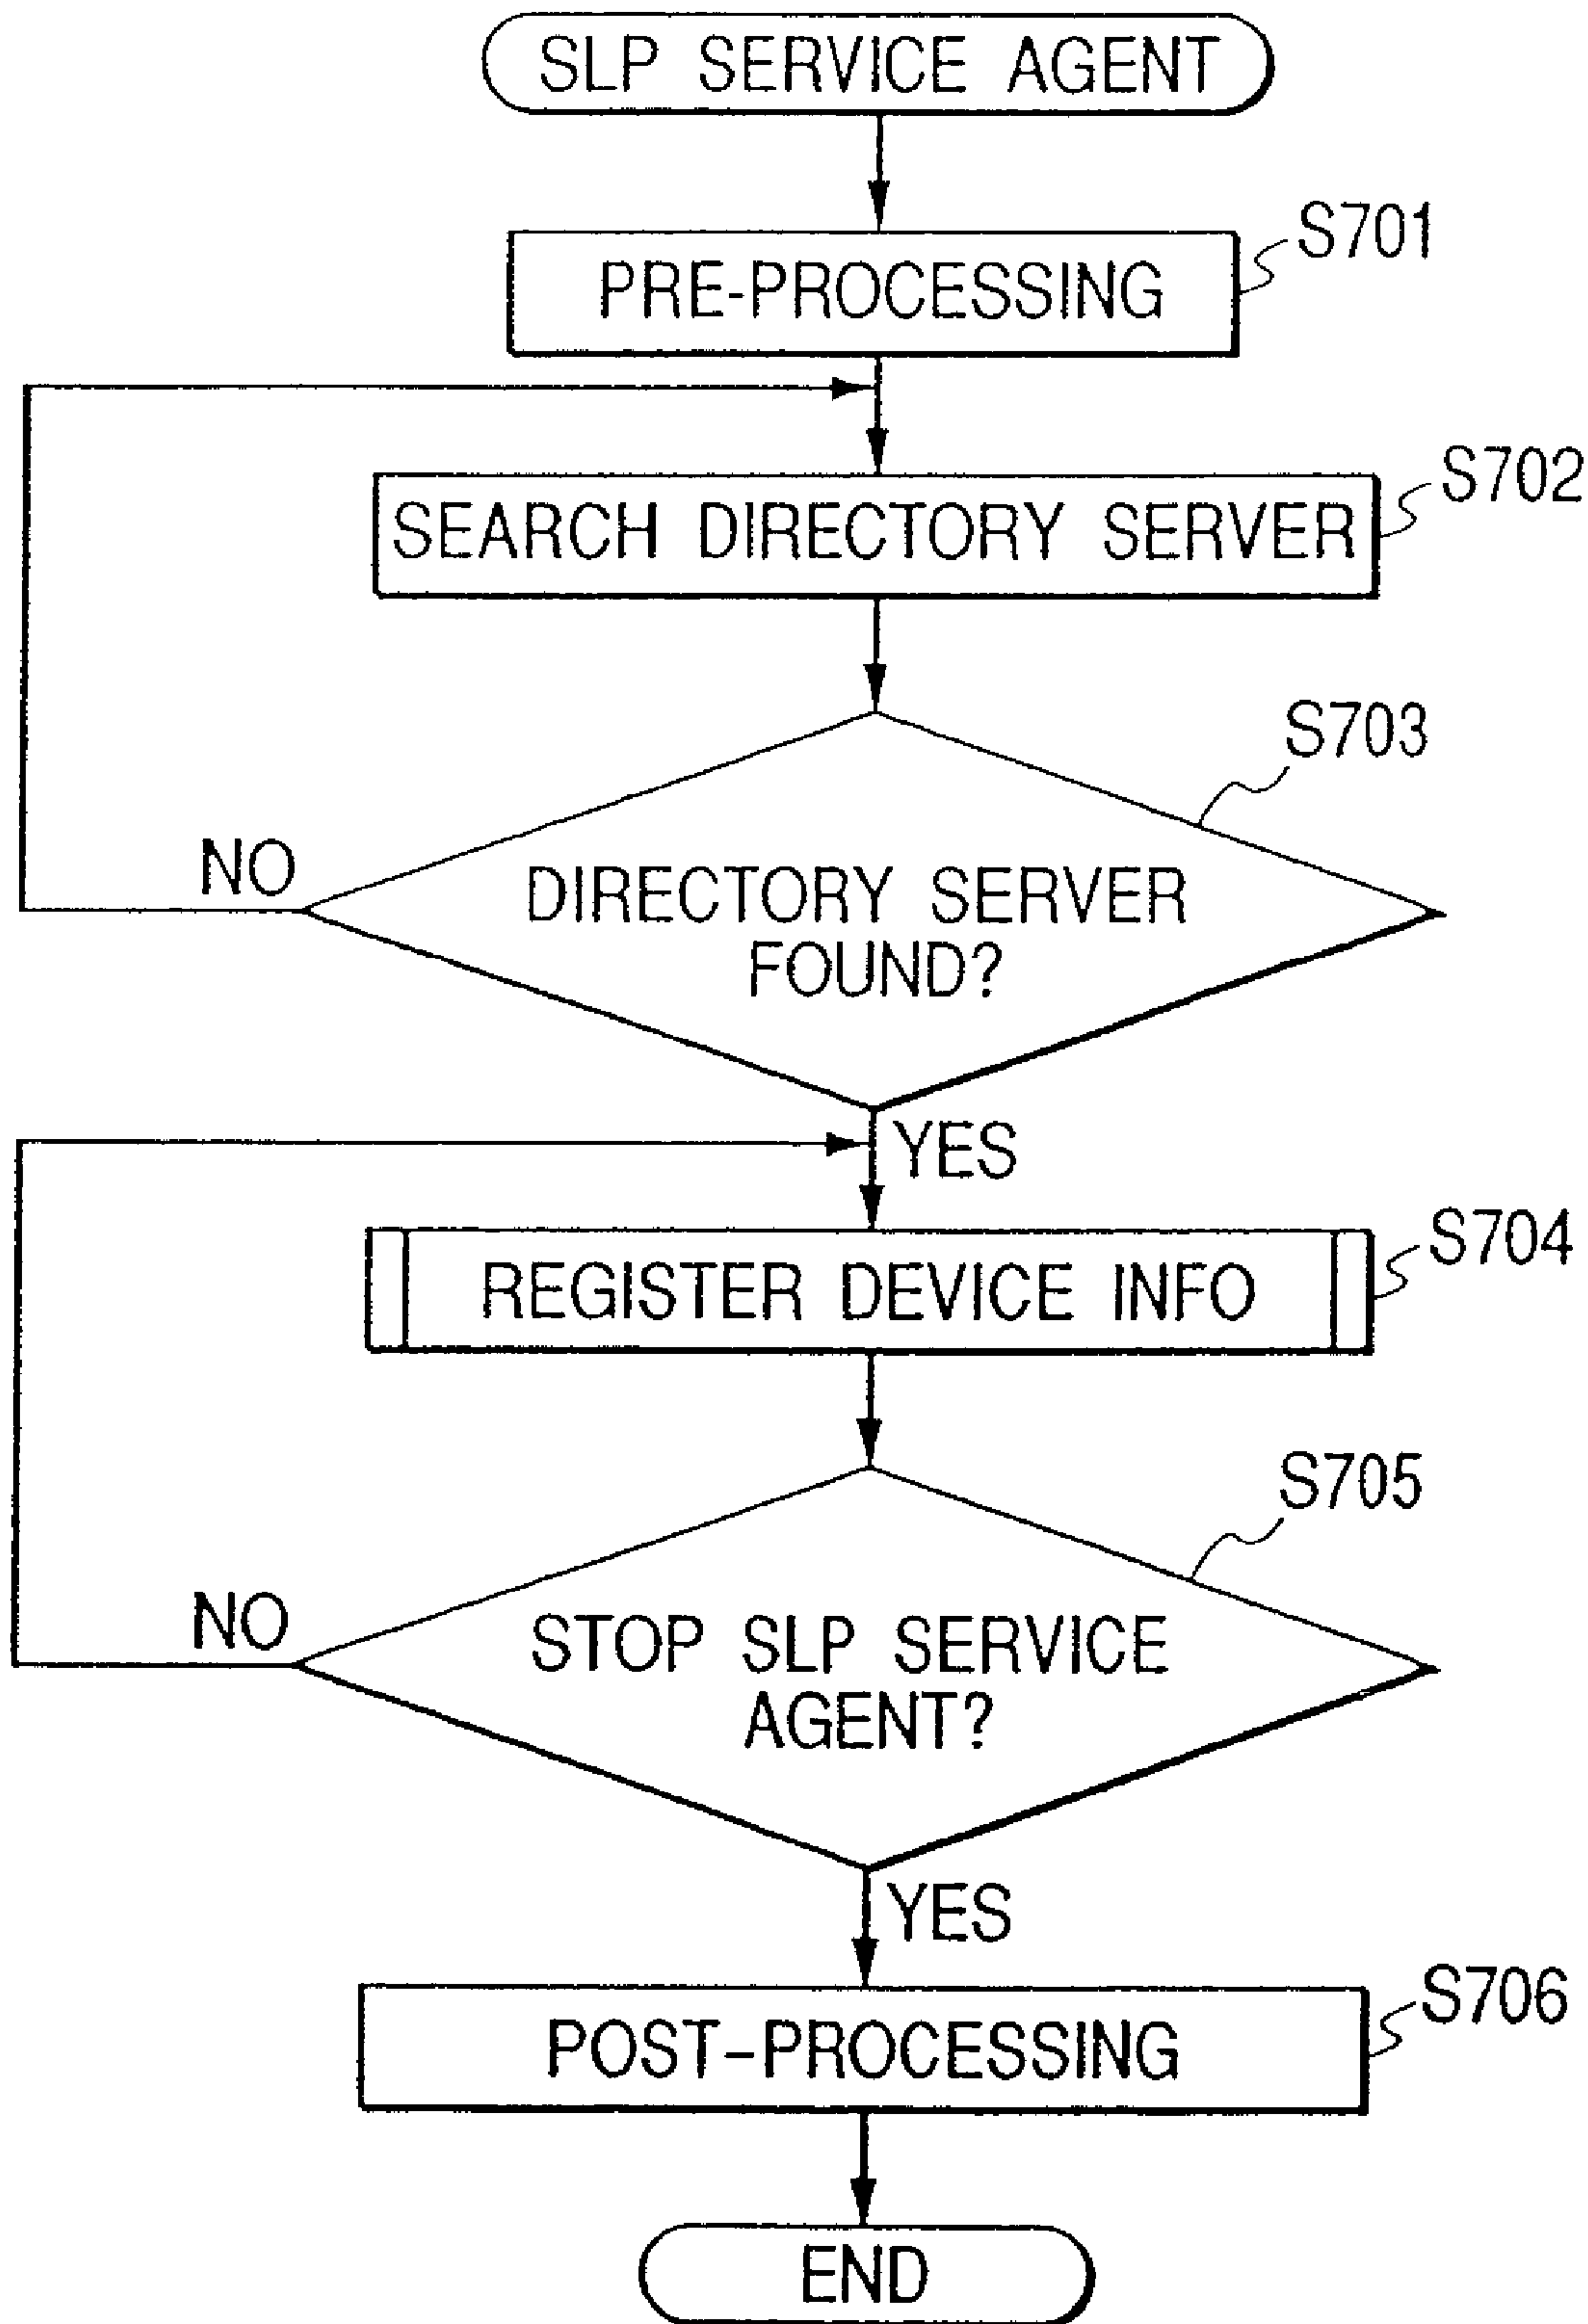 SLP SERVICE AGENT
S701
PRE-PROCESSING
S702
SEARCH DIRECTORY SERVER
S703
NO
DIRECTORY SERVER
FOUND?
YES
S704
REGISTER DEVICE INFO
S705
NO
STOP SLP SERVICE
AGENT?
YES
S706
POST-PROCESSING
END